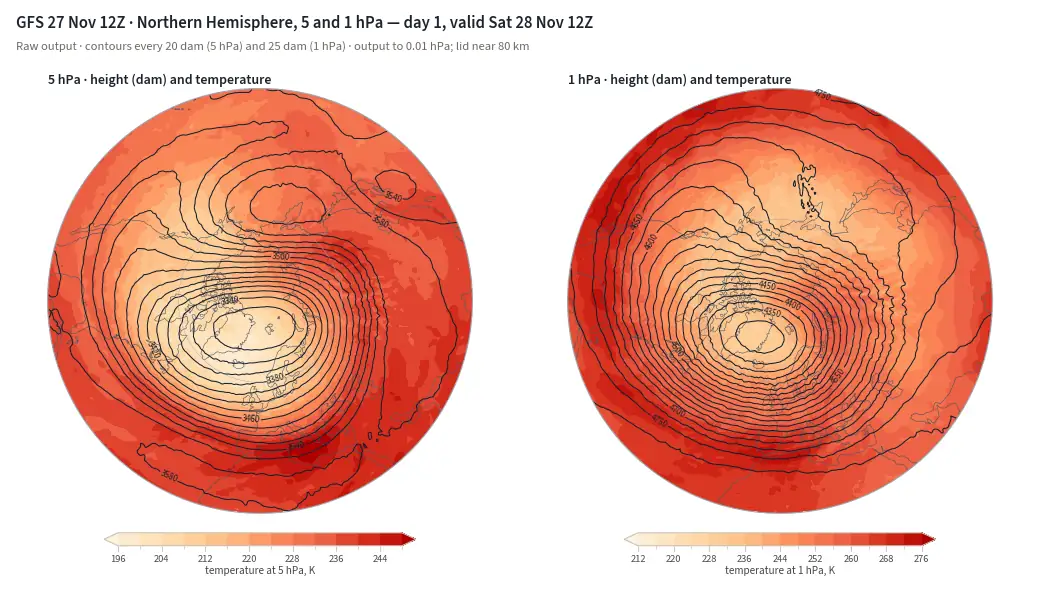 GFS 27 Nov 12Z · Northern Hemisphere, 5 and 1 hPa — day 1, valid Sat 28 Nov 12Z
Raw output · contours every 20 dam (5 hPa) and 25 dam (1 hPa) · output to 0.01 hPa; lid near 80 km
5 hPa · height (dam) and temperature
1 hPa · height (dam) and temperature
4750
3540
3580
4650
4600
3500
4450
4400
4350
3380
3460
3580
196 204 212 220 228 236 244
temperature at 5 hPa, K
212 220 228 236 244 252 260 268 276
temperature at 1 hPa, K